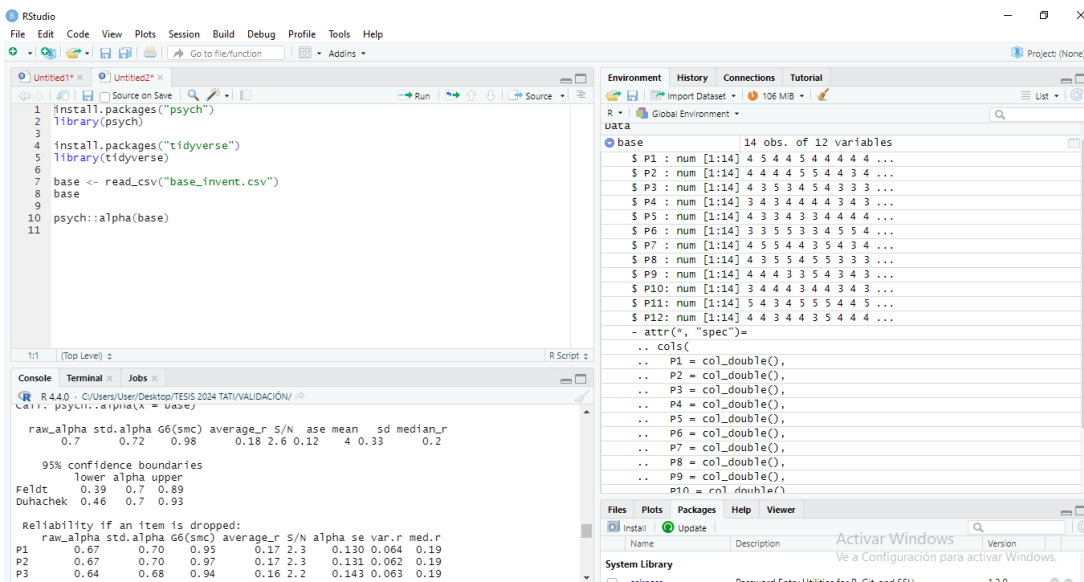 RStudio
File Edit Code View Plots Session Build Debug Profile Tools Help
Go to file/function Addins Project: (None)
Untitled1* Untitled2*
Source on Save Run Source
1 install.packages("psych")
2 library(psych)
3
4 install.packages("tidyverse")
5 library(tidyverse)
6
7 base <- read_csv("base_invent.csv")
8 base
9
10 psych::alpha(base)
11
1:1 (Top Level) R Script
Console Terminal Jobs
R 4.4.0 · C:/Users/User/Desktop/TESIS 2024 TATI/VALIDACIÓN/
Call: psych::alpha(x = base)
raw_alpha std.alpha G6(smc) average_r S/N ase mean sd median_r
0.7 0.72 0.98 0.18 2.6 0.12 4 0.33 0.2
95% confidence boundaries
lower alpha upper
Feldt 0.39 0.7 0.89
Duhachek 0.46 0.7 0.93
Reliability if an item is dropped:
raw_alpha std.alpha G6(smc) average_r S/N alpha se var.r med.r
P1 0.67 0.70 0.95 0.17 2.3 0.130 0.064 0.19
P2 0.67 0.70 0.97 0.17 2.3 0.131 0.062 0.19
P3 0.64 0.68 0.94 0.16 2.2 0.143 0.063 0.19
Environment History Connections Tutorial
Import Dataset 106 MiB List
R Global Environment
Data
base 14 obs. of 12 variables
$ P1 : num [1:14] 4 5 4 4 5 4 4 4 4 4 ...
$ P2 : num [1:14] 4 4 4 4 5 5 4 4 3 4 ...
$ P3 : num [1:14] 4 3 5 3 4 5 4 3 3 3 ...
$ P4 : num [1:14] 3 4 3 4 4 4 4 3 4 3 ...
$ P5 : num [1:14] 4 3 3 4 3 3 4 4 4 4 ...
$ P6 : num [1:14] 3 3 5 5 3 3 4 5 5 4 ...
$ P7 : num [1:14] 4 5 5 4 4 3 5 4 3 4 ...
$ P8 : num [1:14] 4 3 5 5 4 5 5 3 3 3 ...
$ P9 : num [1:14] 4 4 4 3 3 5 4 3 4 3 ...
$ P10: num [1:14] 3 4 4 4 3 4 4 3 4 3 ...
$ P11: num [1:14] 5 4 3 4 5 5 5 4 4 5 ...
$ P12: num [1:14] 4 4 3 4 4 3 5 4 4 4 ...
- attr(*, "spec")=
.. cols(
.. P1 = col_double(),
.. P2 = col_double(),
.. P3 = col_double(),
.. P4 = col_double(),
.. P5 = col_double(),
.. P6 = col_double(),
.. P7 = col_double(),
.. P8 = col_double(),
.. P9 = col_double(),
P10 = col_double()
Files Plots Packages Help Viewer
Install Update
Name Description Version
System Library
Password Entry Utilities for R, Git, and SSH
Activar Windows
Ve a Configuración para activar Windows.